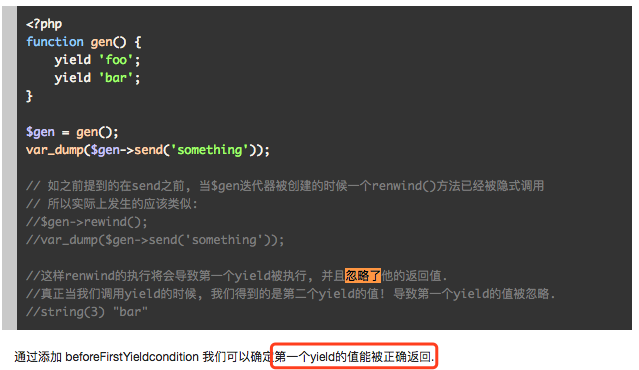 <?php
function gen() {
    yield 'foo';
    yield 'bar';
}
$gen = gen();
var_dump($gen->send('something'));
// 如之前提到的在send之前, 当$gen迭代器被创建的时候一个renwind()方法已经被隐式调用
// 所以实际上发生的应该类似:
//$gen->rewind();
//var_dump($gen->send('something'));
//这样renwind的执行将会导致第一个yield被执行, 并且忽略了他的返回值.
//真正当我们调用yield的时候, 我们得到的是第二个yield的值! 导致第一个yield的值被忽略.
//string(3) "bar"
通过添加 beforeFirstYieldcondition 我们可以确定第一个yield的值能被正确返回.